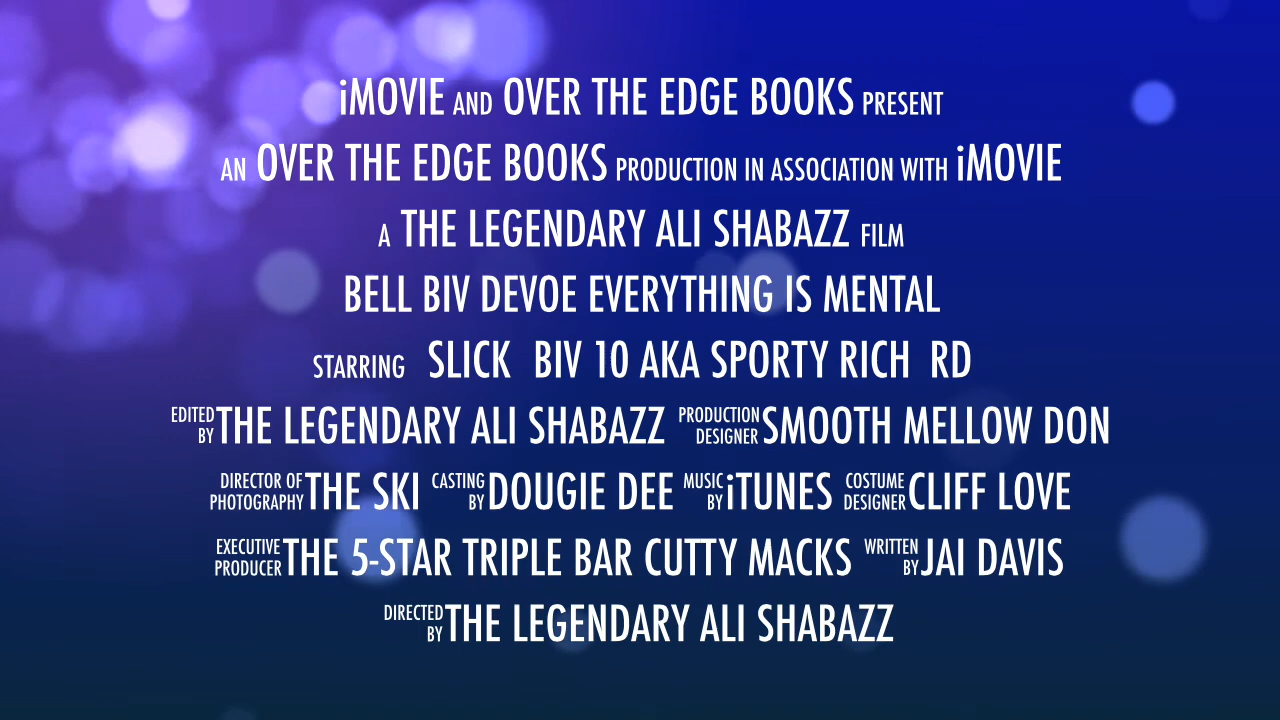 iMOVIE AND OVER THE EDGE BOOKS PRESENT
AN OVER THE EDGE BOOKS PRODUCTION IN ASSOCIATION WITH iMOVIE
A THE LEGENDARY ALI SHABAZZ FILM
BELL BIV DEVOE EVERYTHING IS MENTAL
STARRING SLICK BIV 10 AKA SPORTY RICH RD
EDITED BY THE LEGENDARY ALI SHABAZZ PRODUCTION DESIGNER SMOOTH MELLOW DON
DIRECTOR OF PHOTOGRAPHY THE SKI CASTING BY DOUGIE DEE MUSIC BY iTUNES COSTUME DESIGNER CLIFF LOVE
EXECUTIVE PRODUCER THE 5-STAR TRIPLE BAR CUTTY MACKS WRITTEN BY JAI DAVIS
DIRECTED BY THE LEGENDARY ALI SHABAZZ